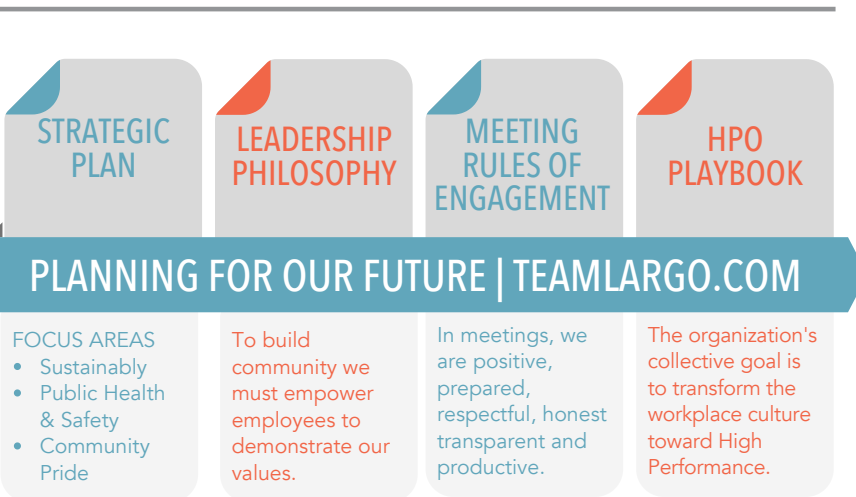 STRATEGIC
PLAN
LEADERSHIP
PHILOSOPHY
MEETING
RULES OF
ENGAGEMENT
HPO
PLAYBOOK
PLANNING FOR OUR FUTURE | TEAMLARGO.COM
FOCUS AREAS
• Sustainably
• Public Health
& Safety
• Community
Pride
To build
community we
must empower
employees to
demonstrate our
values.
In meetings, we
are positive,
prepared,
respectful, honest
transparent and
productive.
The organization's
collective goal is
to transform the
workplace culture
toward High
Performance.